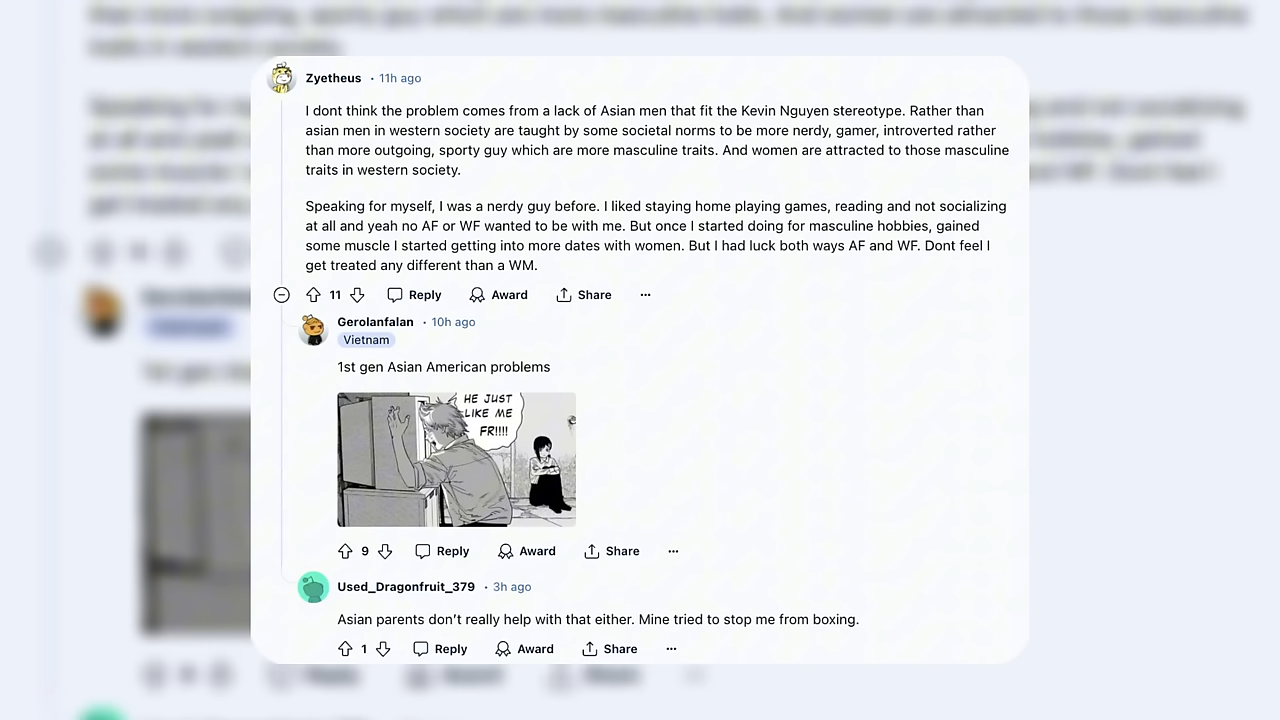 Zyetheus • 11h ago
I dont think the problem comes from a lack of Asian men that fit the Kevin Nguyen stereotype. Rather than
asian men in western society are taught by some societal norms to be more nerdy, gamer, introverted rather
than more outgoing, sporty guy which are more masculine traits. And women are attracted to those masculine
traits in western society.
Speaking for myself, I was a nerdy guy before. I liked staying home playing games, reading and not socializing
at all and yeah no AF or WF wanted to be with me. But once I started doing for masculine hobbies, gained
some muscle I started getting into more dates with women. But I had luck both ways AF and WF. Dont feel I
get treated any different than a WM.
11 Reply Award Share
Gerolanfalan • 10h ago
Vietnam
1st gen Asian American problems
HE JUST
LIKE ME
FR!!!!
9 Reply Award Share
Used_Dragonfruit_379 • 3h ago
Asian parents don't really help with that either. Mine tried to stop me from boxing.
1 Reply Award Share